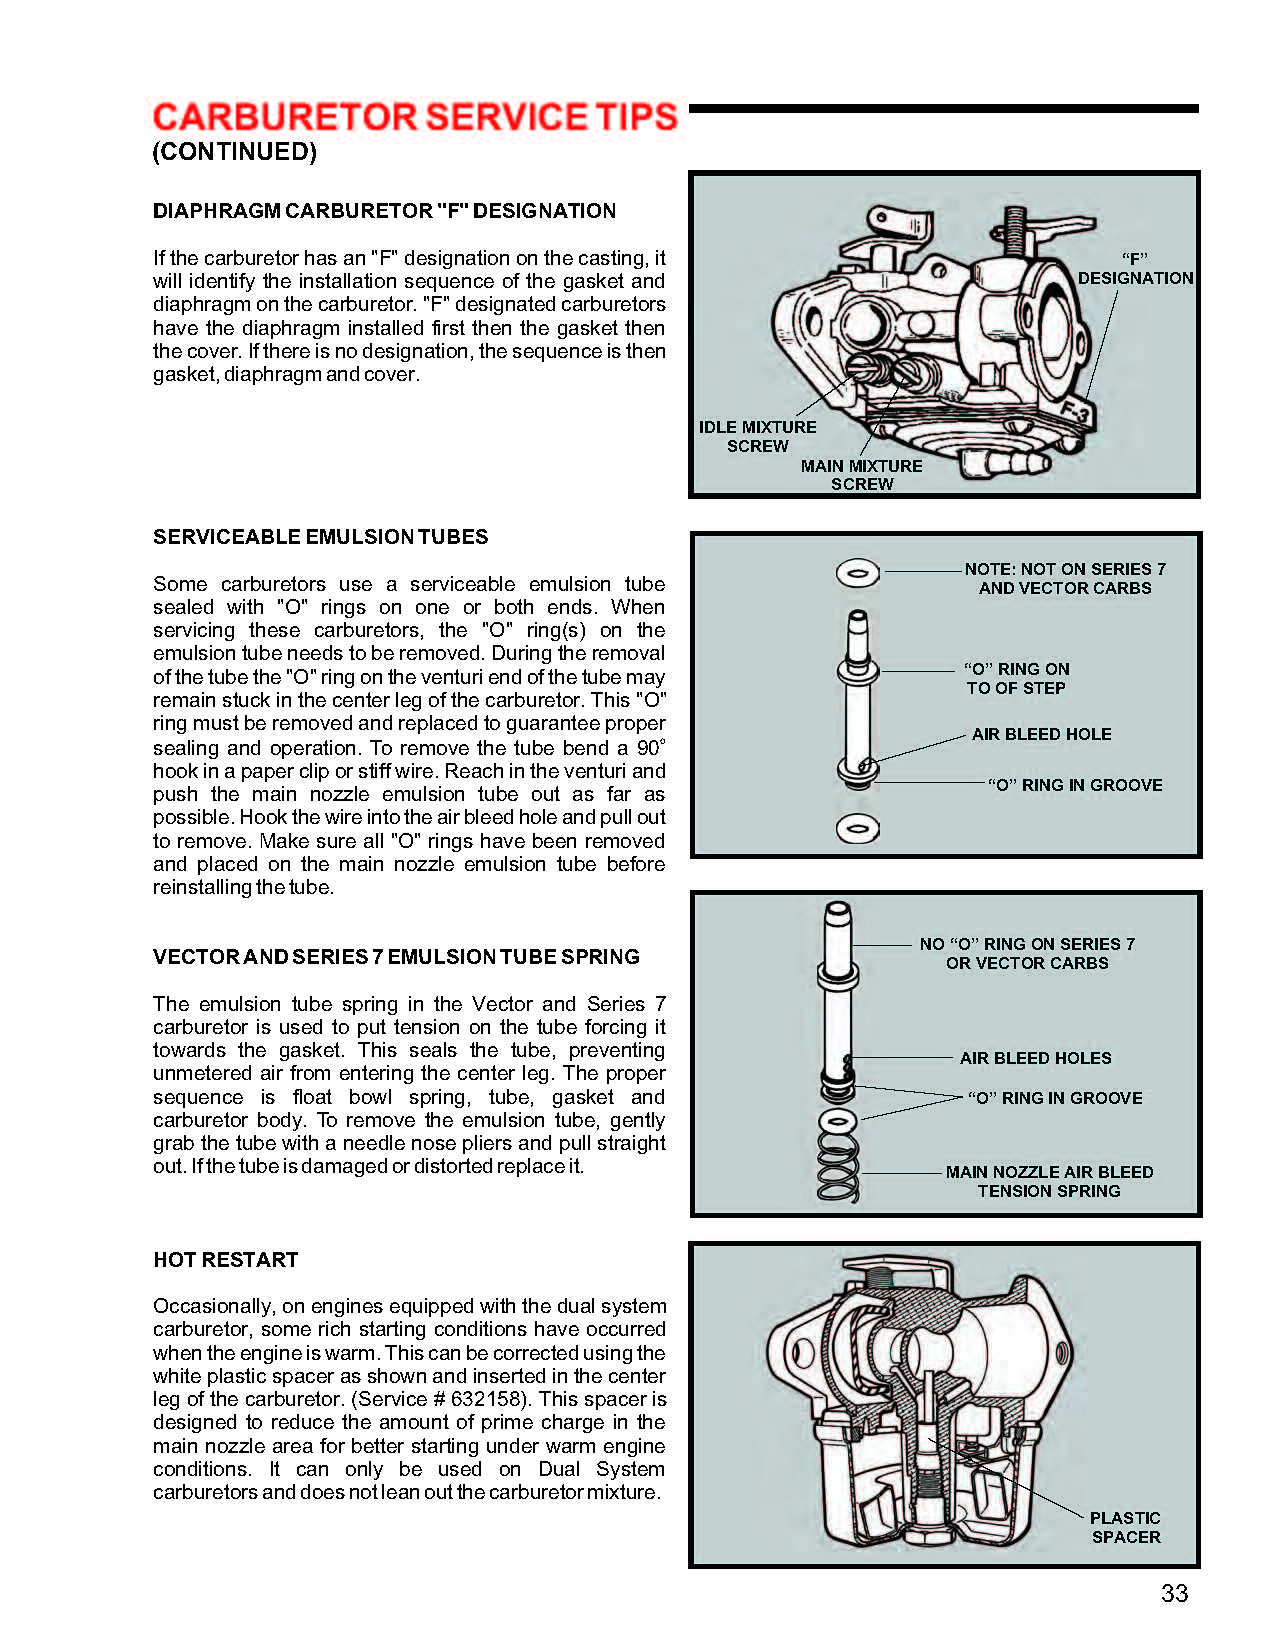 CARBURETOR SERVICE TIPS
(CONTINUED)
DIAPHRAGM CARBURETOR "F" DESIGNATION
If the carburetor has an "F" designation on the casting, it
will identify the installation sequence of the gasket and
diaphragm on the carburetor. "F" designated carburetors
have the diaphragm installed first then the gasket then
the cover. If there is no designation, the sequence is then
gasket, diaphragm and cover.
“F”
DESIGNATION
F-3
IDLE MIXTURE
SCREW
MAIN MIXTURE
SCREW
SERVICEABLE EMULSION TUBES
Some carburetors use a serviceable emulsion tube
sealed with "O" rings on one or both ends. When
servicing these carburetors, the "O" ring(s) on the
emulsion tube needs to be removed. During the removal
of the tube the "O" ring on the venturi end of the tube may
remain stuck in the center leg of the carburetor. This "O"
ring must be removed and replaced to guarantee proper
sealing and operation. To remove the tube bend a 90°
hook in a paper clip or stiff wire. Reach in the venturi and
push the main nozzle emulsion tube out as far as
possible. Hook the wire into the air bleed hole and pull out
to remove. Make sure all "O" rings have been removed
and placed on the main nozzle emulsion tube before
reinstalling the tube.
NOTE: NOT ON SERIES 7
AND VECTOR CARBS
“O” RING ON
TO OF STEP
AIR BLEED HOLE
“O” RING IN GROOVE
VECTOR AND SERIES 7 EMULSION TUBE SPRING
The emulsion tube spring in the Vector and Series 7
carburetor is used to put tension on the tube forcing it
towards the gasket. This seals the tube, preventing
unmetered air from entering the center leg. The proper
sequence is float bowl spring, tube, gasket and
carburetor body. To remove the emulsion tube, gently
grab the tube with a needle nose pliers and pull straight
out. If the tube is damaged or distorted replace it.
NO “O” RING ON SERIES 7
OR VECTOR CARBS
AIR BLEED HOLES
“O” RING IN GROOVE
MAIN NOZZLE AIR BLEED
TENSION SPRING
HOT RESTART
Occasionally, on engines equipped with the dual system
carburetor, some rich starting conditions have occurred
when the engine is warm. This can be corrected using the
white plastic spacer as shown and inserted in the center
leg of the carburetor. (Service # 632158). This spacer is
designed to reduce the amount of prime charge in the
main nozzle area for better starting under warm engine
conditions. It can only be used on Dual System
carburetors and does not lean out the carburetor mixture.
PLASTIC
SPACER
33